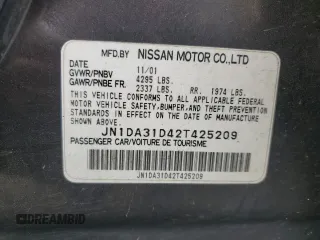 MFD. BY NISSAN MOTOR CO.,LTD
DATE 11/01
GVWR/PNBV 4295 LBS.
GAWR/PNBE FR. 2337 LBS. RR. 1974 LBS.
THIS VEHICLE CONFORMS TO ALL APPLICABLE FEDERAL
MOTOR VEHICLE SAFETY, BUMPER, AND THEFT PREVENTION
STANDARDS IN EFFECT ON THE DATE OF MANUFACTURE
SHOWN ABOVE.
JN1DA31D42T425209
PASSENGER CAR/VOITURE DE TOURISME
JN1DA31D42T425209
DREAMBID